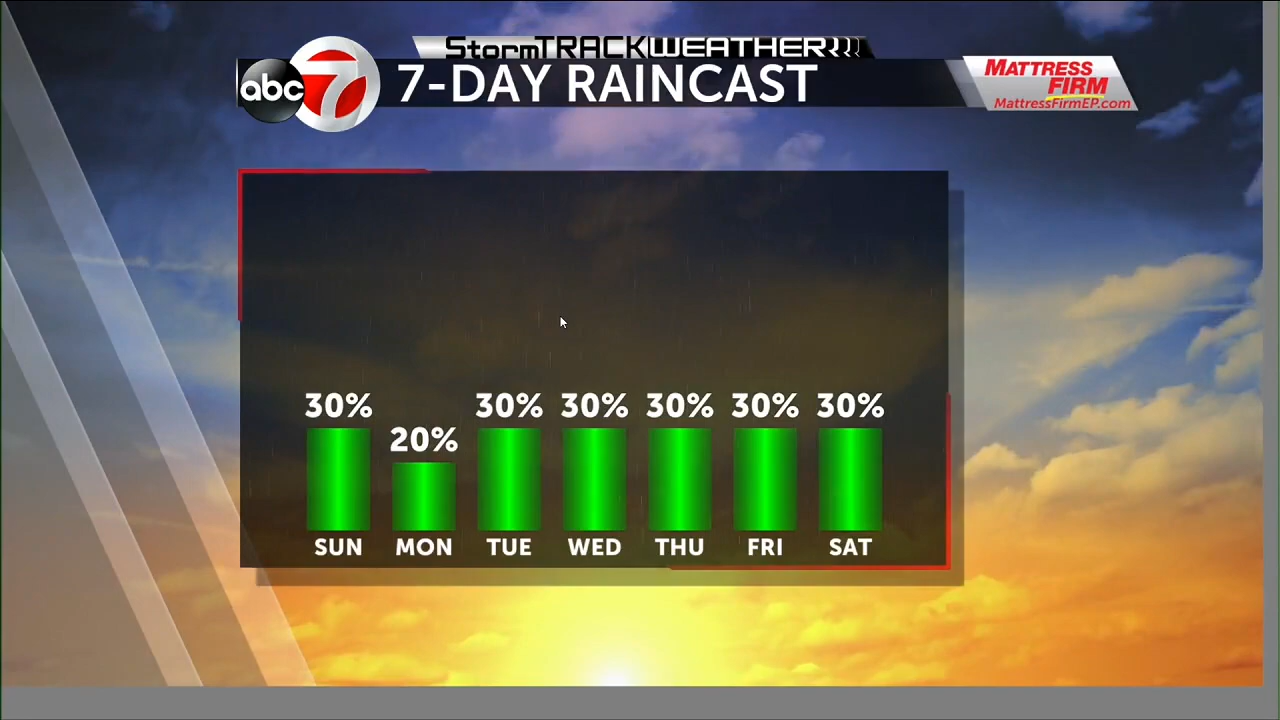 StormTRACKWEATHER
abc 7
7-DAY RAINCAST
MATTRESS
FIRM
MattressFirmEP.com
30% 20% 30% 30% 30% 30% 30%
SUN MON TUE WED THU FRI SAT